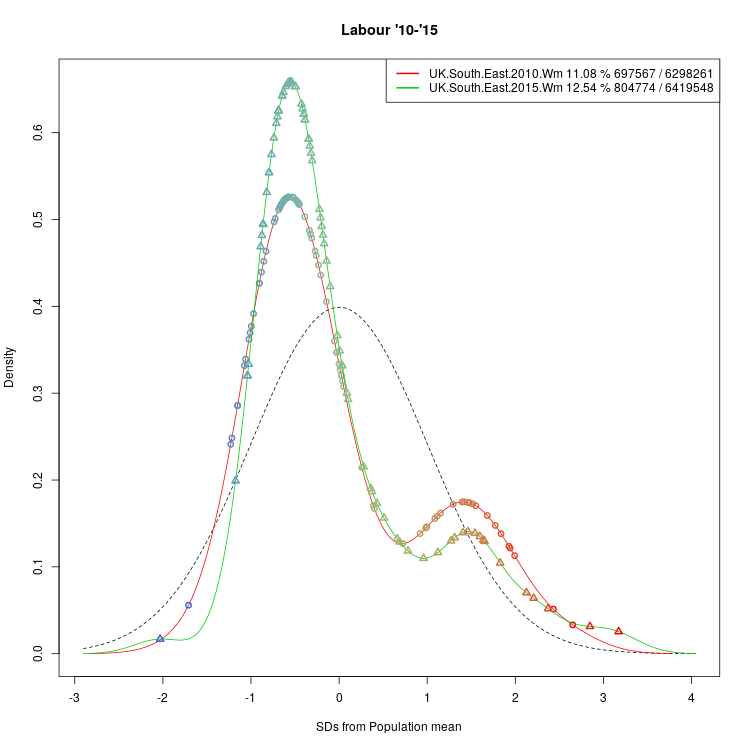 Labour '10-'15
UK.South.East.2010.Wm 11.08 % 697567 / 6298261
UK.South.East.2015.Wm 12.54 % 804774 / 6419548
Density
0.6
0.5
0.4
0.3
0.2
0.1
0.0
-3 -2 -1 0 1 2 3 4
SDs from Population mean